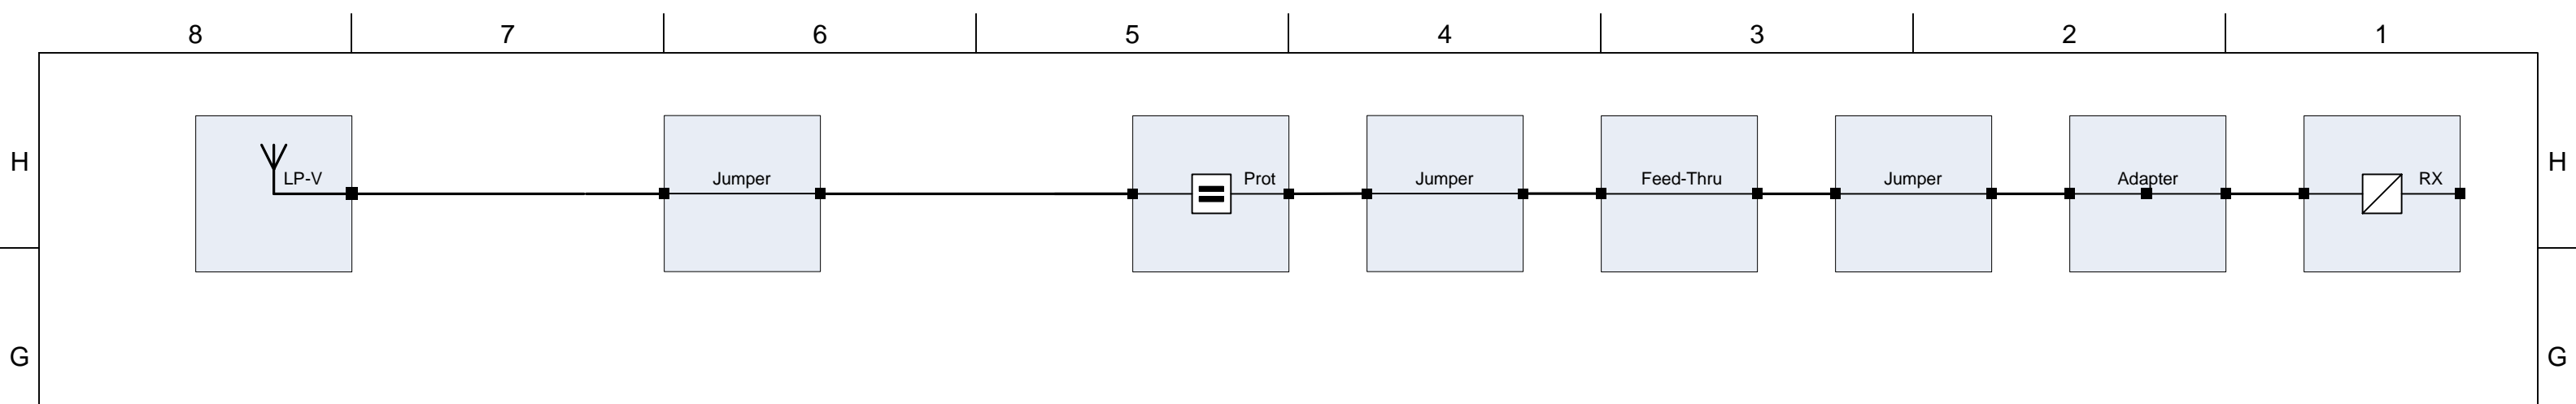 8 7 6 5 4 3 2 1
H H
LP-V Jumper Prot Jumper Feed-Thru Jumper Adapter RX
G G